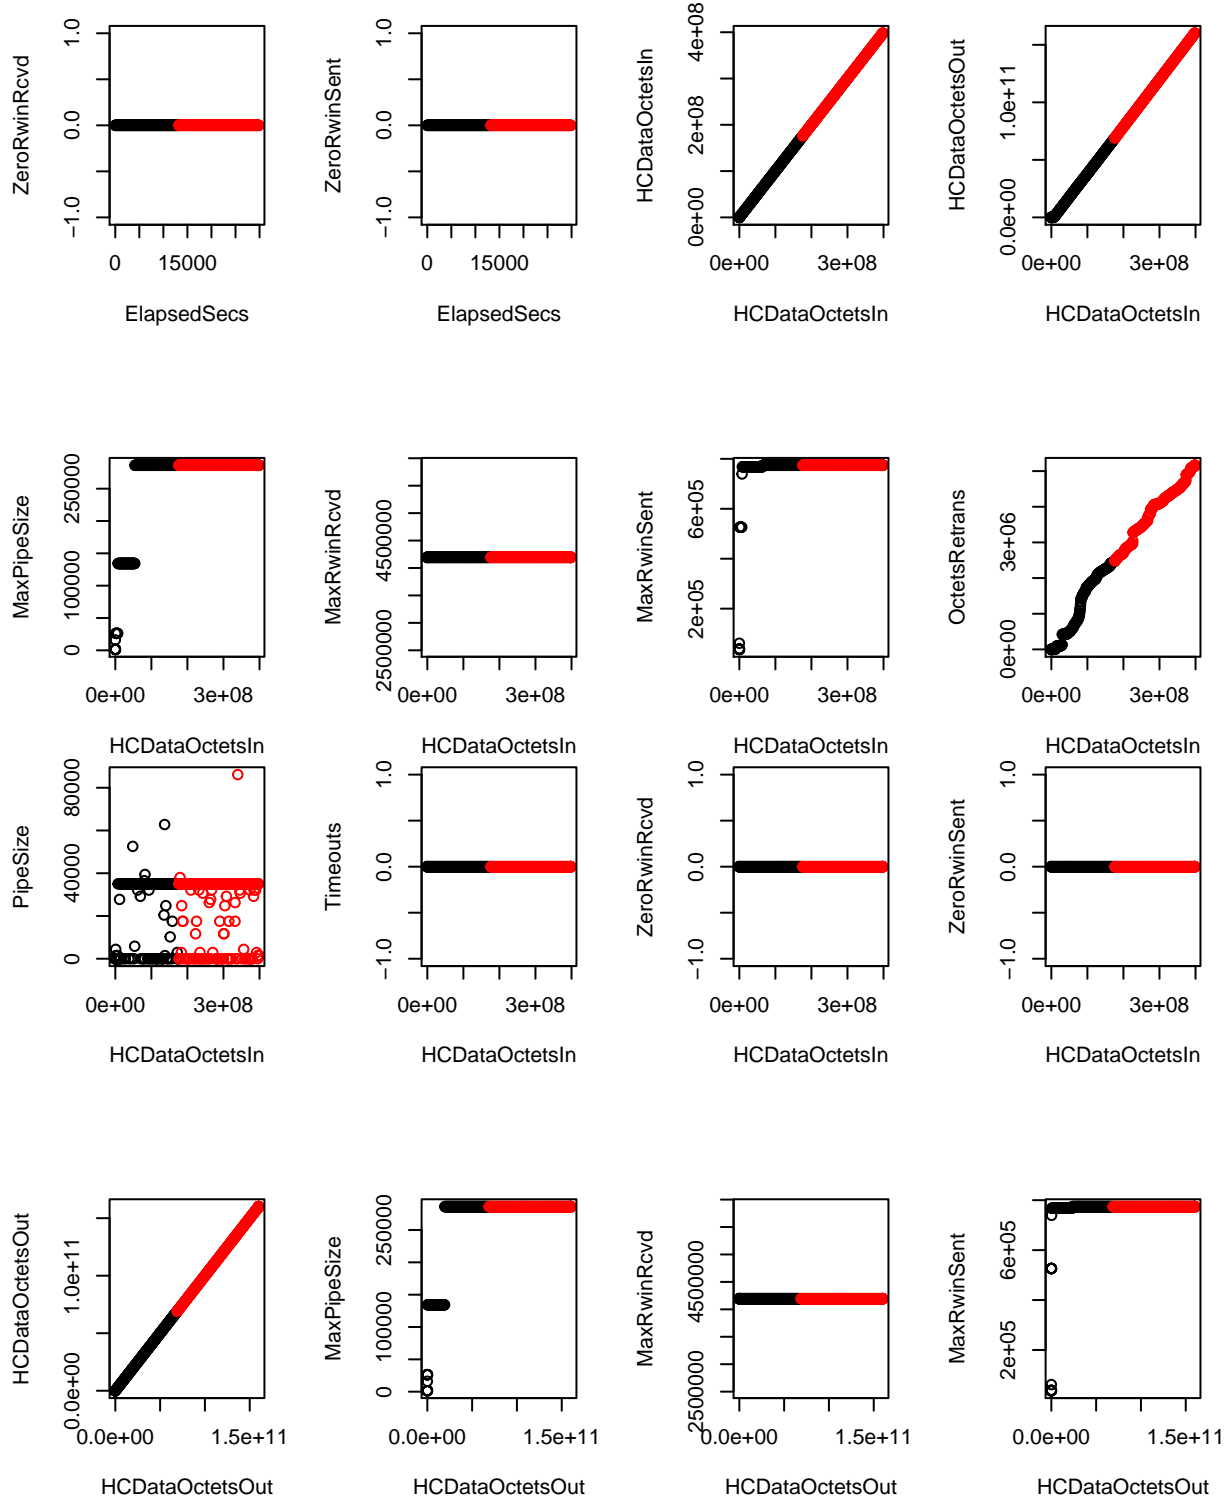 ZeroRwinRcvd
−1.0 0.0 1.0
0 15000
ElapsedSecs
ZeroRwinSent
−1.0 0.0 1.0
0 15000
ElapsedSecs
HCDataOctetsIn
0e+00 2e+08 4e+08
0e+00 3e+08
HCDataOctetsIn
HCDataOctetsOut
0.0e+00 1.0e+11
0e+00 3e+08
HCDataOctetsIn
MaxPipeSize
0 100000 250000
0e+00 3e+08
HCDataOctetsIn
MaxRwinRcvd
2500000 4500000
0e+00 3e+08
HCDataOctetsIn
MaxRwinSent
2e+05 6e+05
0e+00 3e+08
HCDataOctetsIn
OctetsRetrans
0e+00 3e+06
0e+00 3e+08
HCDataOctetsIn
PipeSize
0 40000 80000
0e+00 3e+08
HCDataOctetsIn
Timeouts
−1.0 0.0 1.0
0e+00 3e+08
HCDataOctetsIn
ZeroRwinRcvd
−1.0 0.0 1.0
0e+00 3e+08
HCDataOctetsIn
ZeroRwinSent
−1.0 0.0 1.0
0e+00 3e+08
HCDataOctetsIn
HCDataOctetsOut
0.0e+00 1.0e+11
0.0e+00 1.5e+11
HCDataOctetsOut
MaxPipeSize
0 100000 250000
0.0e+00 1.5e+11
HCDataOctetsOut
MaxRwinRcvd
2500000 4500000
0.0e+00 1.5e+11
HCDataOctetsOut
MaxRwinSent
2e+05 6e+05
0.0e+00 1.5e+11
HCDataOctetsOut